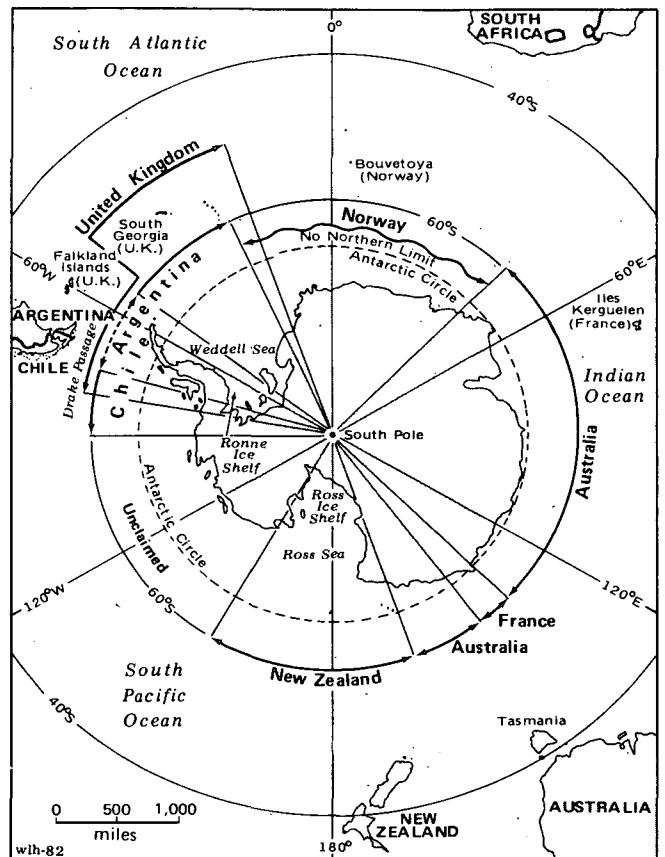 0°
SOUTH
AFRICA
South Atlantic
Ocean
40°S
Bouvetoya
(Norway)
United Kingdom
Norway
60°S
No Northern Limit
Antarctic Circle
South
Georgia
(U.K.)
Falkland
Islands
(U.K.)
60°W
60°E
Argentina
Iles
Kerguelen
(France)
ARGENTINA
CHILE
Drake Passage
Chile
Weddell Sea
Indian
Ocean
South Pole
Ronne
Ice
Shelf
Australia
Ross
Ice
Shelf
Ross Sea
Antarctic Circle
Unclaimed
120°W
120°E
60°S
France
Australia
New Zealand
South
Pacific
Ocean
40°S
Tasmania
0 500 1,000
miles
NEW
ZEALAND
AUSTRALIA
wlh-82
180°